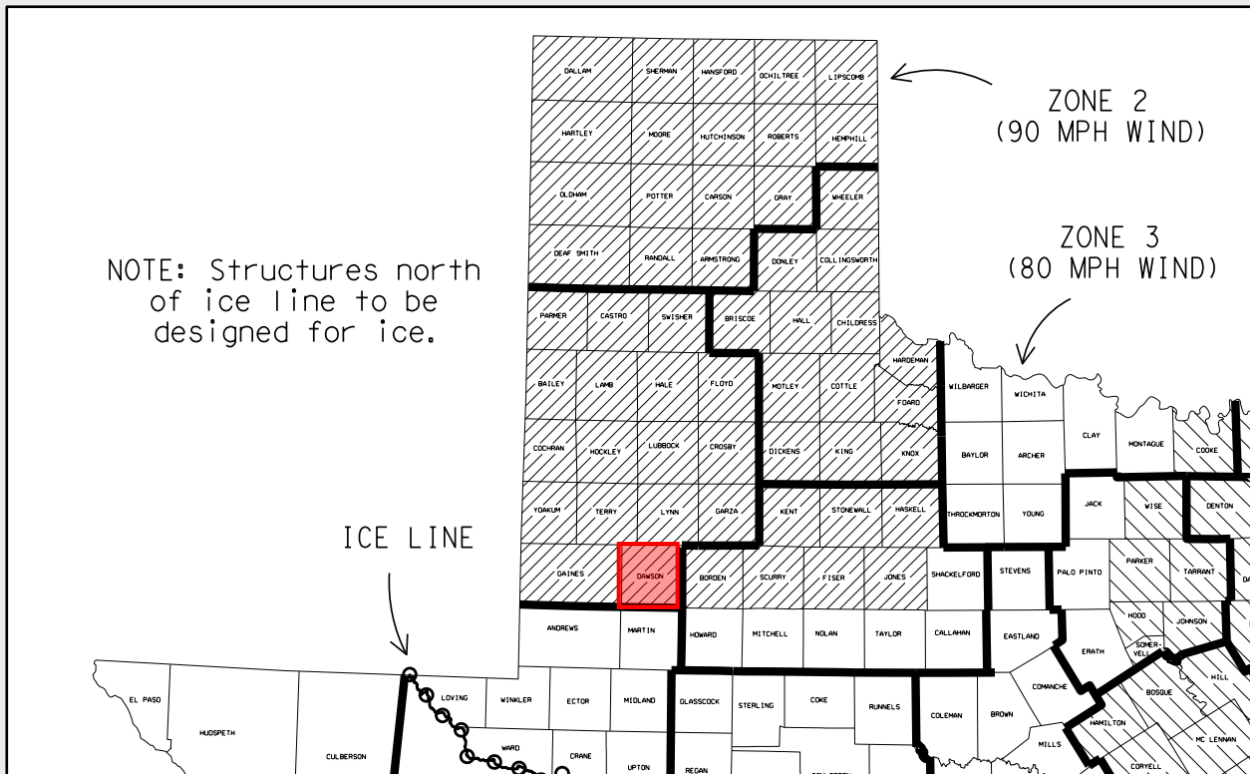 DALLAM SHERMAN HANSFORD OCHILTREE LIPSCOMB
ZONE 2
(90 MPH WIND)
HARTLEY MOORE HUTCHINSON ROBERTS HEMPHILL
OLDHAM POTTER CARSON GRAY WHEELER
ZONE 3
(80 MPH WIND)
DEAF SMITH RANDALL ARMSTRONG DONLEY COLLINGSWORTH
NOTE: Structures north
of ice line to be
designed for ice.
PARMER CASTRO SWISHER BRISCOE HALL CHILDRESS
HARDEMAN
BAILEY LAMB HALE FLOYD MOTLEY COTTLE
FOARD
WILBARGER WICHITA
CLAY MONTAGUE COOKE
COCHRAN HOCKLEY LUBBOCK CROSBY DICKENS KING KNOX BAYLOR ARCHER
YOAKUM TERRY LYNN GARZA KENT STONEWALL HASKELL THROCKMORTON YOUNG JACK WISE DENTON
ICE LINE
GAINES DAWSON BORDEN SCURRY FISER JONES SHACKELFORD STEVENS PALO PINTO PARKER TARRANT
DA
ANDREWS MARTIN HOWARD MITCHELL NOLAN TAYLOR CALLAHAN EASTLAND ERATH HOOD JOHNSON
SOMER-
VELL
EL PASO HUDSPETH CULBERSON
LOVING WINKLER ECTOR MIDLAND GLASSCOCK STERLING COKE RUNNELS COLEMAN BROWN COMANCHE
BOSQUE HILL
HAMILTON
WARD CRANE UPTON REGAN MILLS CORYELL MC LENNAN